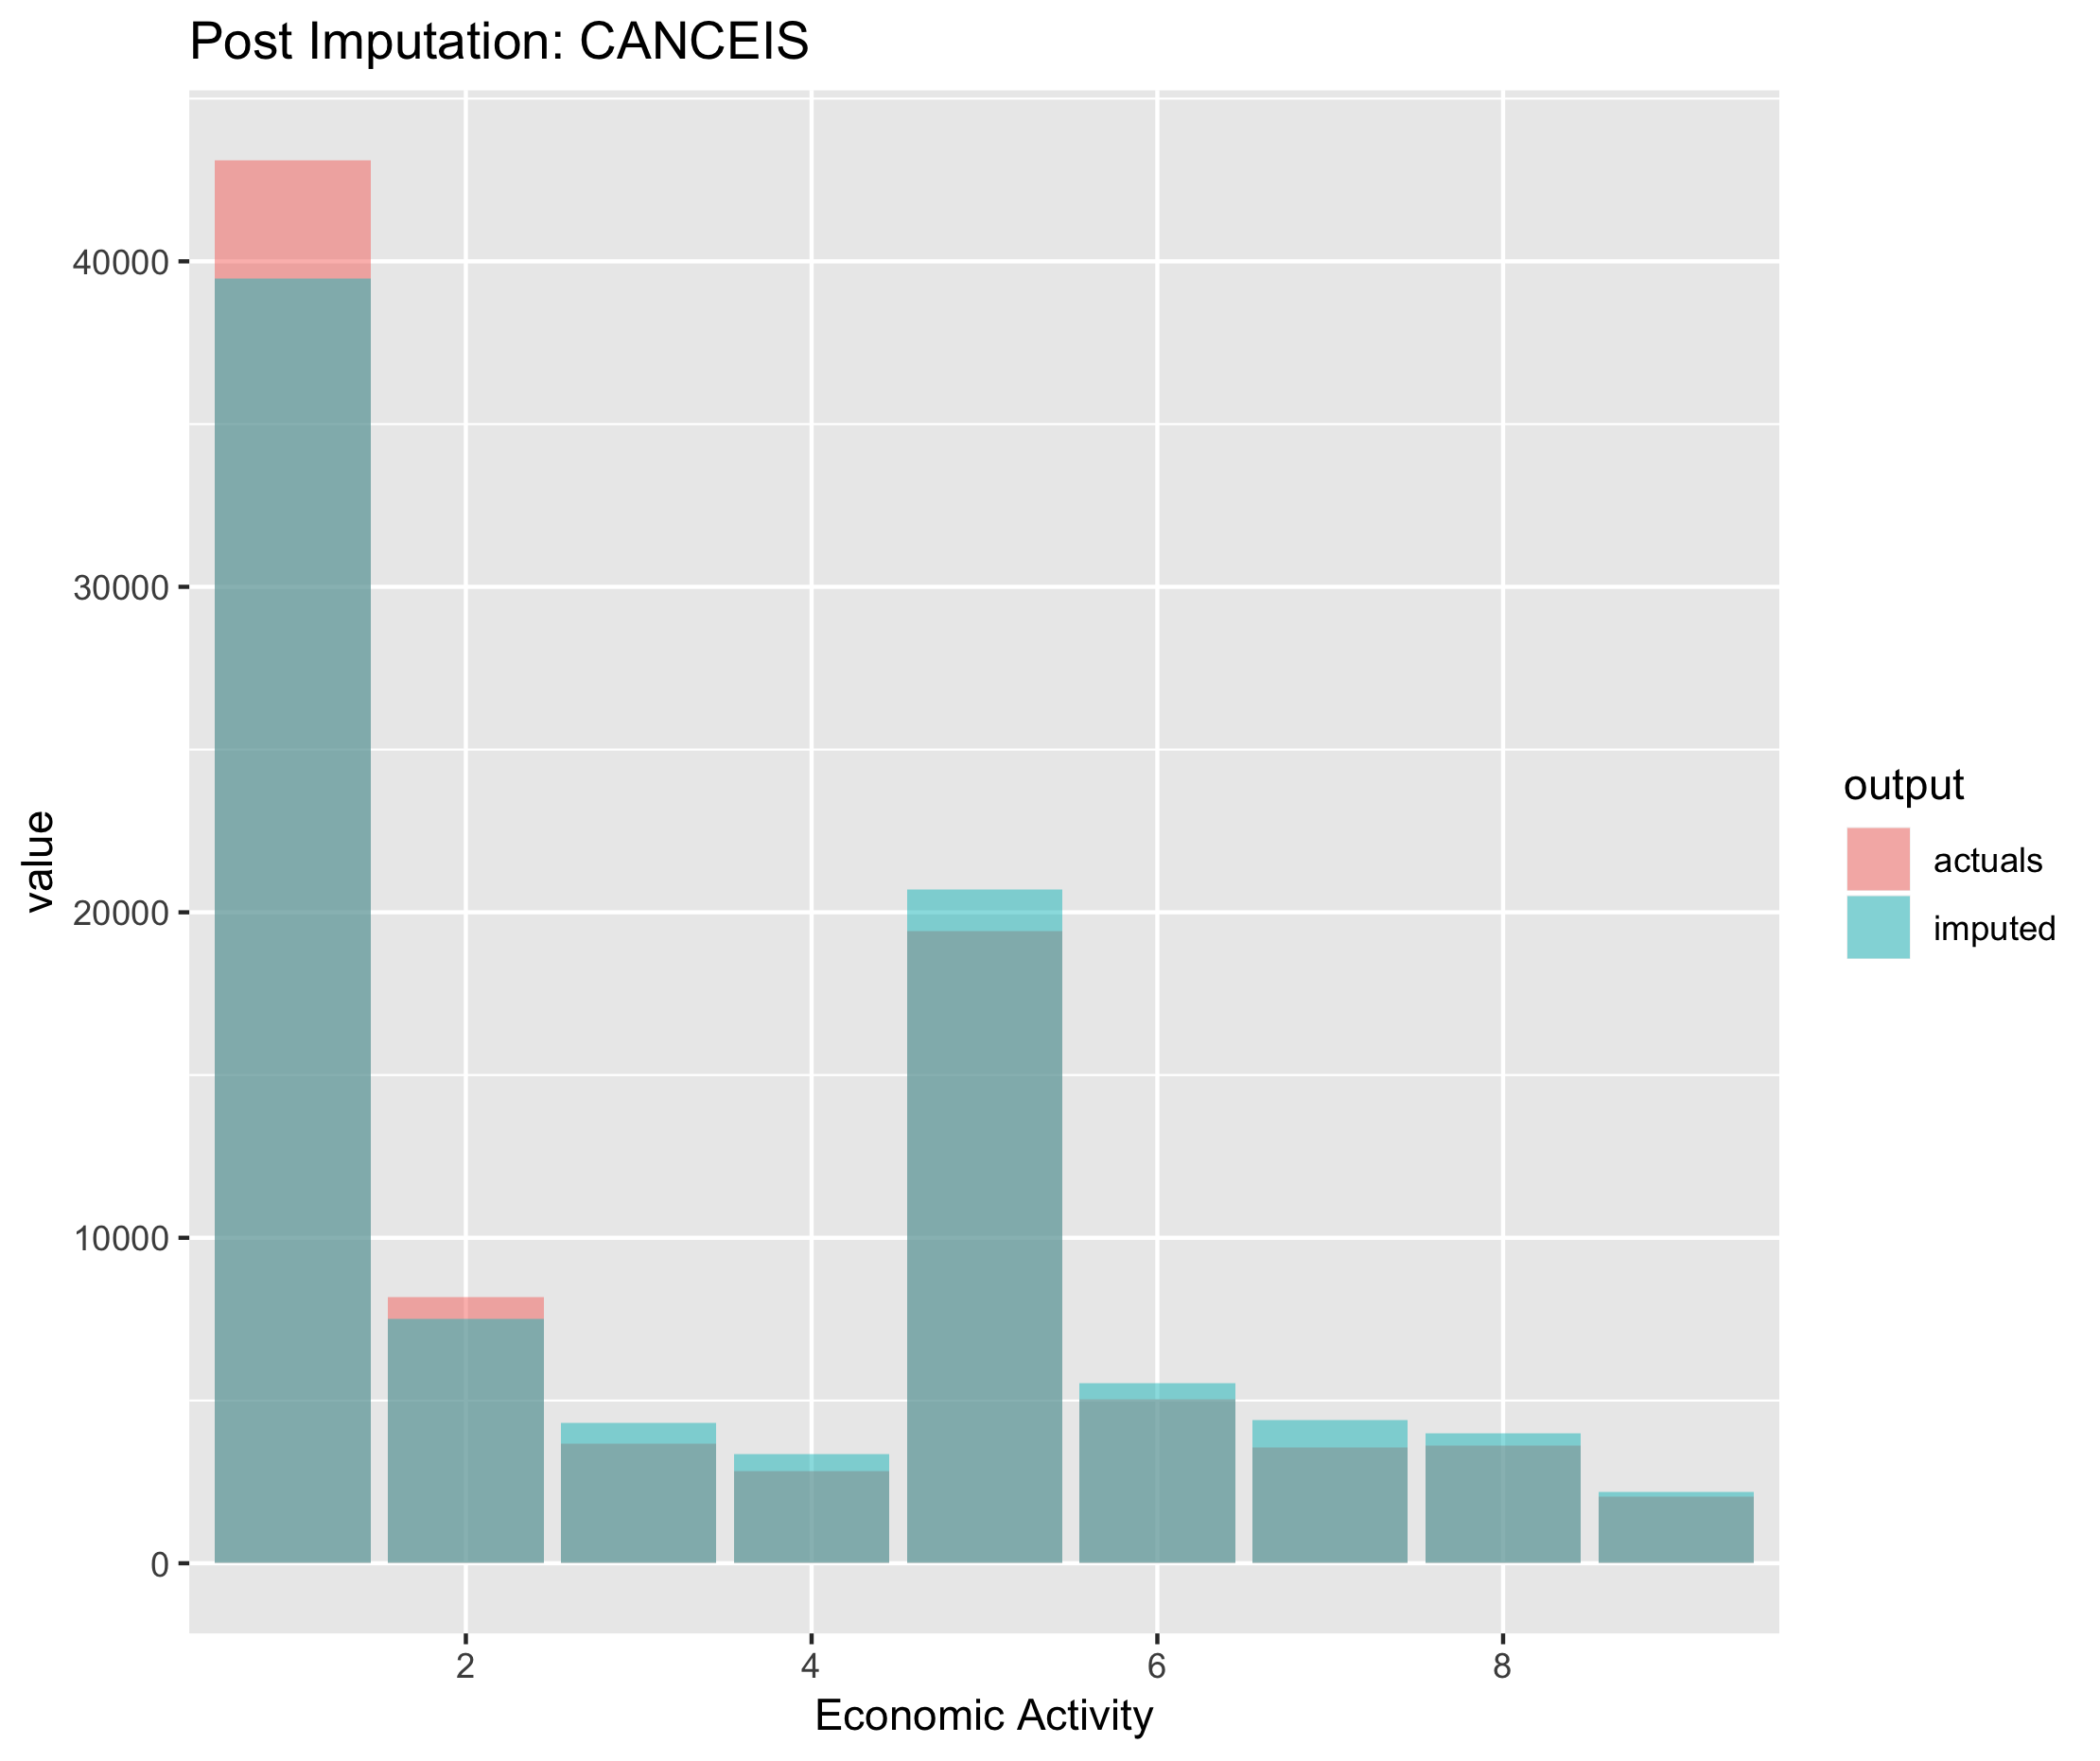 Post Imputation: CANCEIS
value
40000
30000
20000
10000
0
2 4 6 8
Economic Activity
output
actuals
imputed